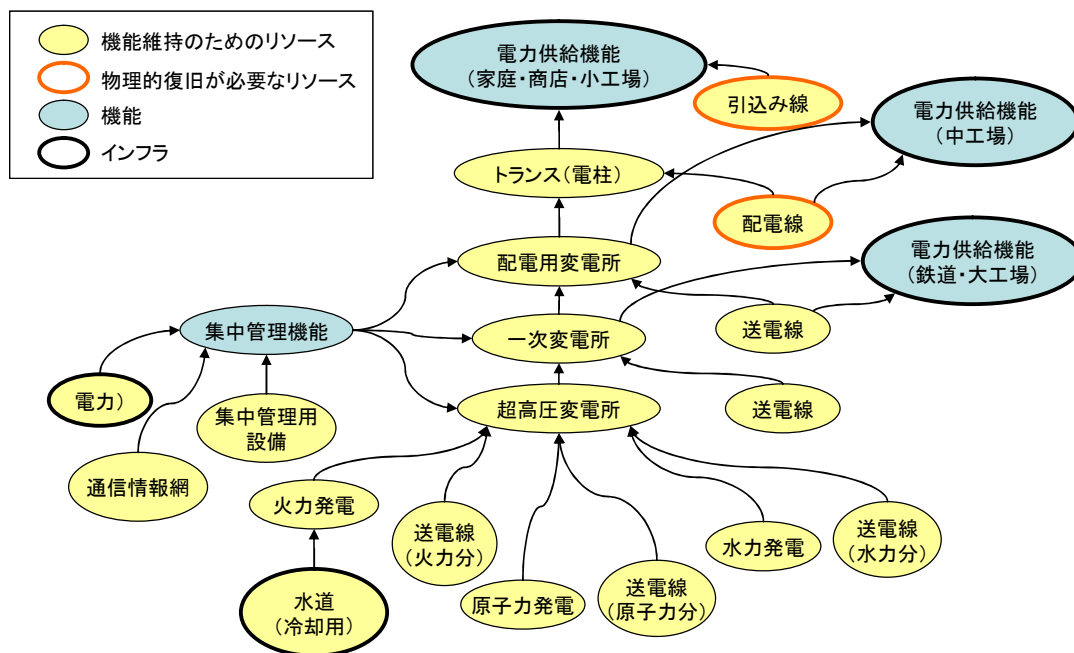 機能維持のためのリソース
物理的復旧が必要なリソース
機能
インフラ
電力供給機能
(家庭・商店・小工場)
引込み線
電力供給機能
(中工場)
トランス(電柱)
配電線
電力供給機能
(鉄道・大工場)
配電用変電所
集中管理機能
一次変電所
送電線
電力)
集中管理用
設備
超高圧変電所
送電線
通信情報網
火力発電
送電線
(火力分)
水力発電
送電線
(水力分)
水道
(冷却用)
原子力発電
送電線
(原子力分)